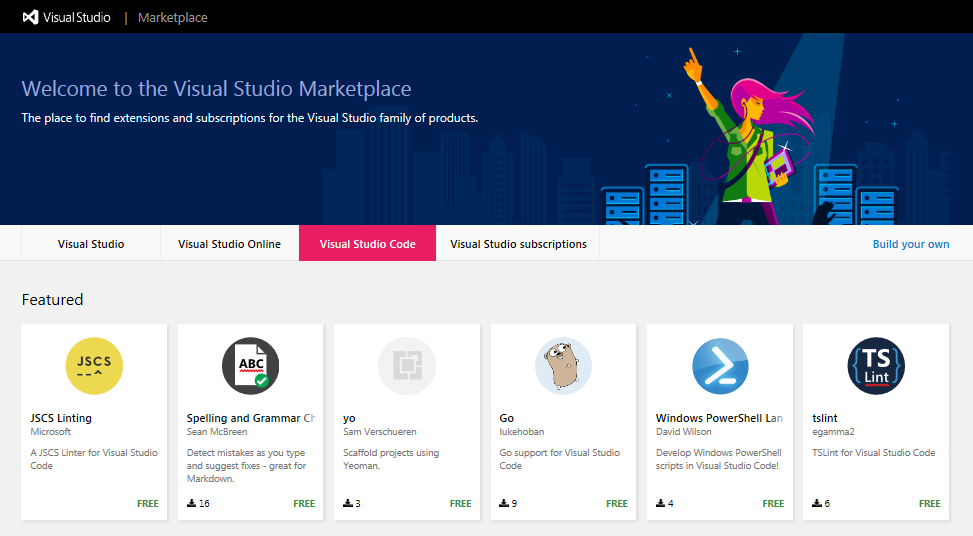 Visual Studio | Marketplace
Welcome to the Visual Studio Marketplace
The place to find extensions and subscriptions for the Visual Studio family of products.
Visual Studio
Visual Studio Online
Visual Studio Code
Visual Studio subscriptions
Build your own
Featured
JSCS
JSCS Linting
Microsoft
A JSCS Linter for Visual Studio
Code
FREE
ABC
Spelling and Grammar Ch
Sean McBreen
Detect mistakes as you type
and suggest fixes - great for
Markdown.
16
FREE
yo
Sam Verschueren
Scaffold projects using
Yeoman.
3
FREE
Go
lukehoban
Go support for Visual Studio
Code
9
FREE
Windows PowerShell Lan
David Wilson
Develop Windows PowerShell
scripts in Visual Studio Code!
4
FREE
{TS}
Lint
tslint
egamma2
TSLint for Visual Studio Code
6
FREE